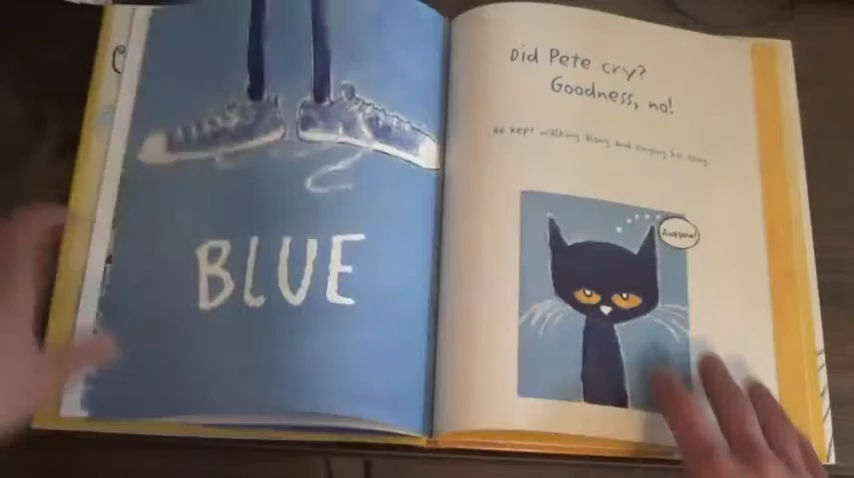 BLUE
Did Pete cry?
Goodness, no!
He kept walking along and singing his song
Awesome!